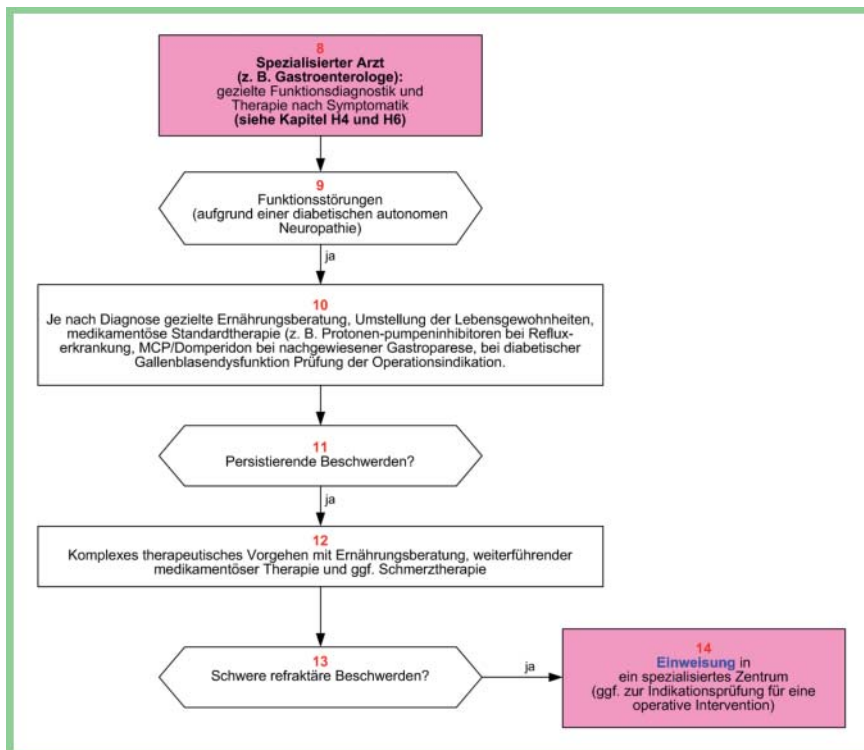 8
Spezialisierter Arzt
(z. B. Gastroenterologe):
gezielte Funktionsdiagnostik und
Therapie nach Symptomatik
(siehe Kapitel H4 und H6)
9
Funktionsstörungen
(aufgrund einer diabetischen autonomen
Neuropathie)
ja
10
Je nach Diagnose gezielte Ernährungsberatung, Umstellung der Lebensgewohnheiten,
medikamentöse Standardtherapie (z. B. Protonen-pumpeninhibitoren bei Reflux-
erkrankung, MCP/Domperidon bei nachgewiesener Gastroparese, bei diabetischer
Gallenblasendysfunktion Prüfung der Operationsindikation.
11
Persistierende Beschwerden?
ja
12
Komplexes therapeutisches Vorgehen mit Ernährungsberatung, weiterführender
medikamentöser Therapie und ggf. Schmerztherapie
13
Schwere refraktäre Beschwerden?
ja
14
Einweisung in
ein spezialisertes Zentrum
(ggf. zur Indikationsprüfung für eine
operative Intervention)